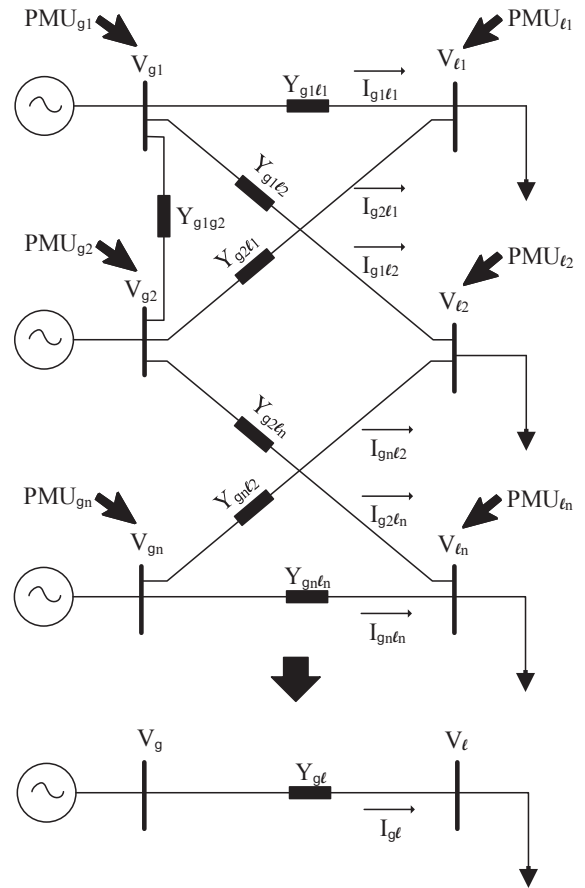 PMUg1
PMUℓ1
Vg1
Vℓ1
Yg1ℓ1
Ig1ℓ1
Yg1ℓ2
Yg1g2
Ig2ℓ1
PMUg2
Yg2ℓ1
Ig1ℓ2
PMUℓ2
Vg2
Vℓ2
Yg2ℓn
Ignℓ2
PMUgn
Ygnℓ2
Ig2ℓn
PMUℓn
Vgn
Vℓn
Ygnℓn
Ignℓn
Vg
Vℓ
Ygℓ
Igℓ